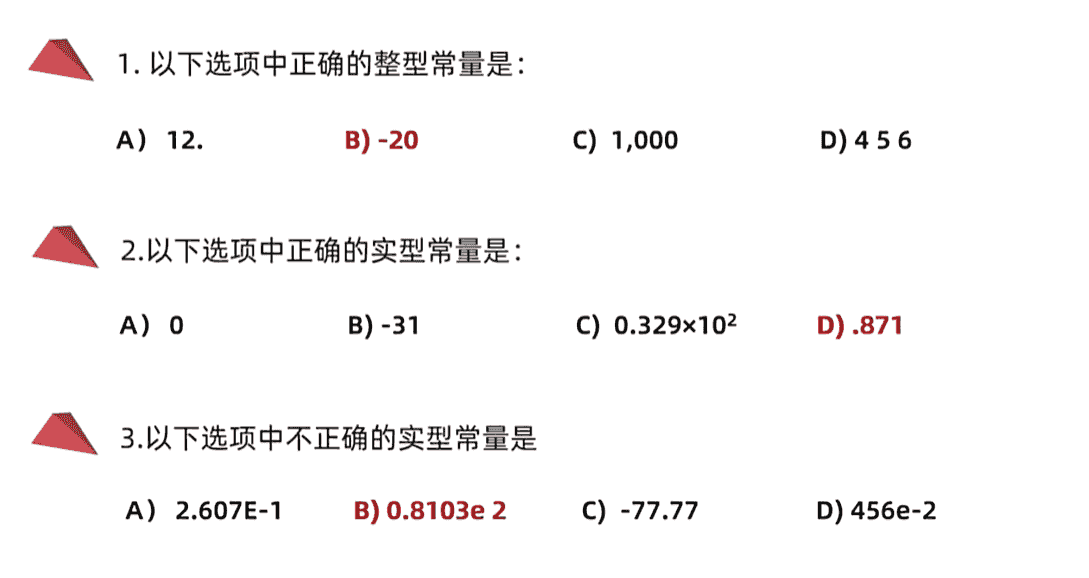 1. 以下选项中正确的整型常量是：
A） 12. B) -20 C) 1,000 D) 4 5 6
2.以下选项中正确的实型常量是：
A） 0 B) -31 C) 0.329×10² D) .871
3.以下选项中不正确的实型常量是
A） 2.607E-1 B) 0.8103e 2 C) -77.77 D) 456e-2